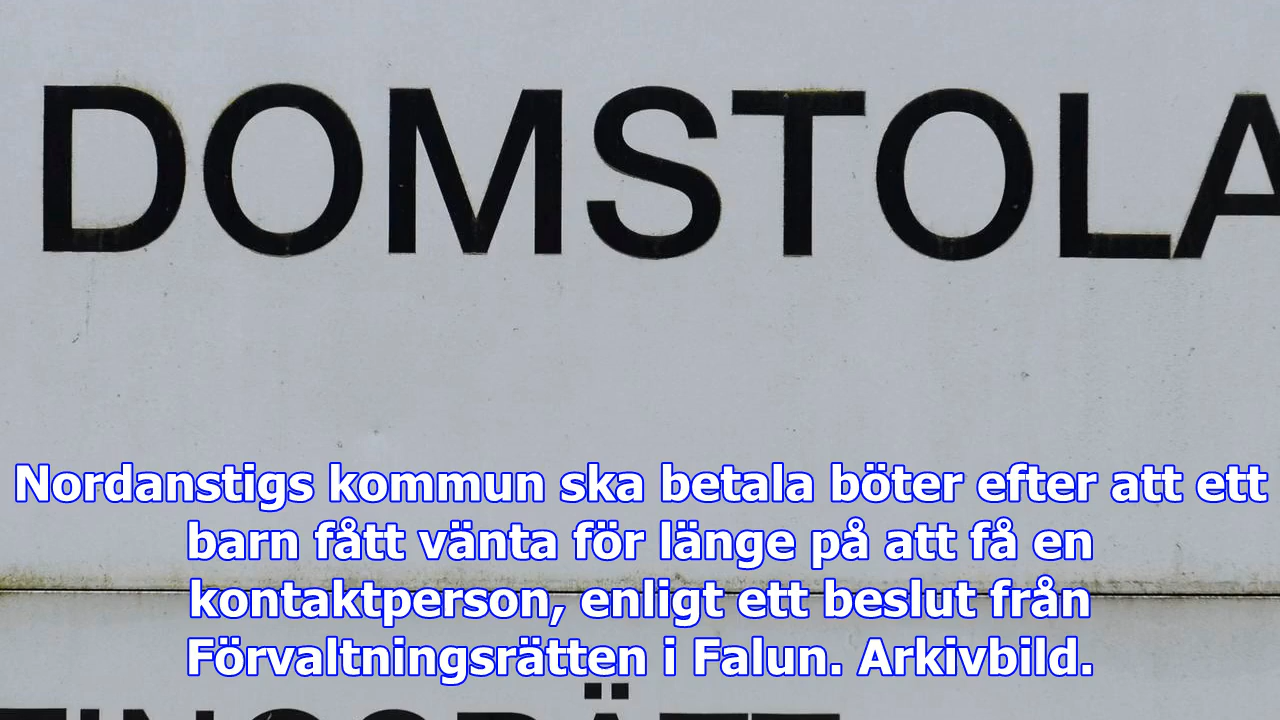 DOMSTOLA
Nordanstigs kommun ska betala böter efter att ett
barn fått vänta för länge på att få en
kontaktperson, enligt ett beslut från
Förvaltningsrätten i Falun. Arkivbild.